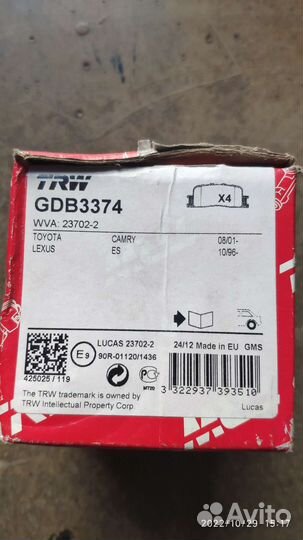 TRW
GDB3374
X4
WVA: 23702-2
TOYOTA CAMRY 08/01-
LEXUS ES 10/96-
LUCAS 23702-2 24/12 Made in EU GMS
E9 90R-01120/1436
MT20
425025 / 119
3 322937 393510
The TRW trademark is owned by
TRW Intellectual Property Corp
Lucas
2022-10-29 15:17
Avito